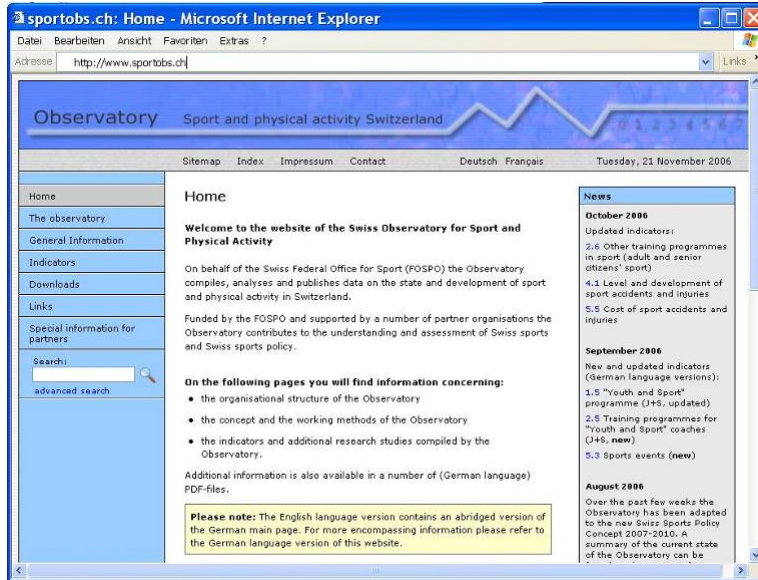 sportobs.ch: Home - Microsoft Internet Explorer
Datei Bearbeiten Ansicht Favoriten Extras ?
Adresse http://www.sportobs.ch Links
Observatory Sport and physical activity Switzerland
0 1 2 3 4 5 6 7
Sitemap Index Impressum Contact Deutsch Français Tuesday, 21 November 2006
Home
The observatory
General Information
Indicators
Downloads
Links
Special information for
partners
Search:
advanced search
Home
Welcome to the website of the Swiss Observatory for Sport and
Physical Activity
On behalf of the Swiss Federal Office for Sport (FOSPO) the Observatory
compiles, analyses and publishes data on the state and development of sport
and physical activity in Switzerland.
Funded by the FOSPO and supported by a number of partner organisations the
Observatory contributes to the understanding and assessment of Swiss sports
and Swiss sports policy.
On the following pages you will find information concerning:
• the organisational structure of the Observatory
• the concept and the working methods of the Observatory
• the indicators and additional research studies compiled by the
Observatory.
Additional information is also available in a number of (German language)
PDF-files.
Please note: The English language version contains an abridged version of
the German main page. For more encompassing information please refer to
the German language version of this website.
News
October 2006
Updated indicators:
2.6 Other training programmes
in sport (adult and senior
citizens' sport)
4.1 Level and development of
sport accidents and injuries
5.5 Cost of sport accidents and
injuries
September 2006
New and updated indicators
(German language versions):
1.5 "Youth and Sport"
programme (J+S, updated)
2.5 Training programmes for
"Youth and Sport" coaches
(J+S, new)
5.3 Sports events (new)
August 2006
Over the past few weeks the
Observatory has been adapted
to the new Swiss Sports Policy
Concept 2007-2010. A
summary of the current state
of the Observatory can be